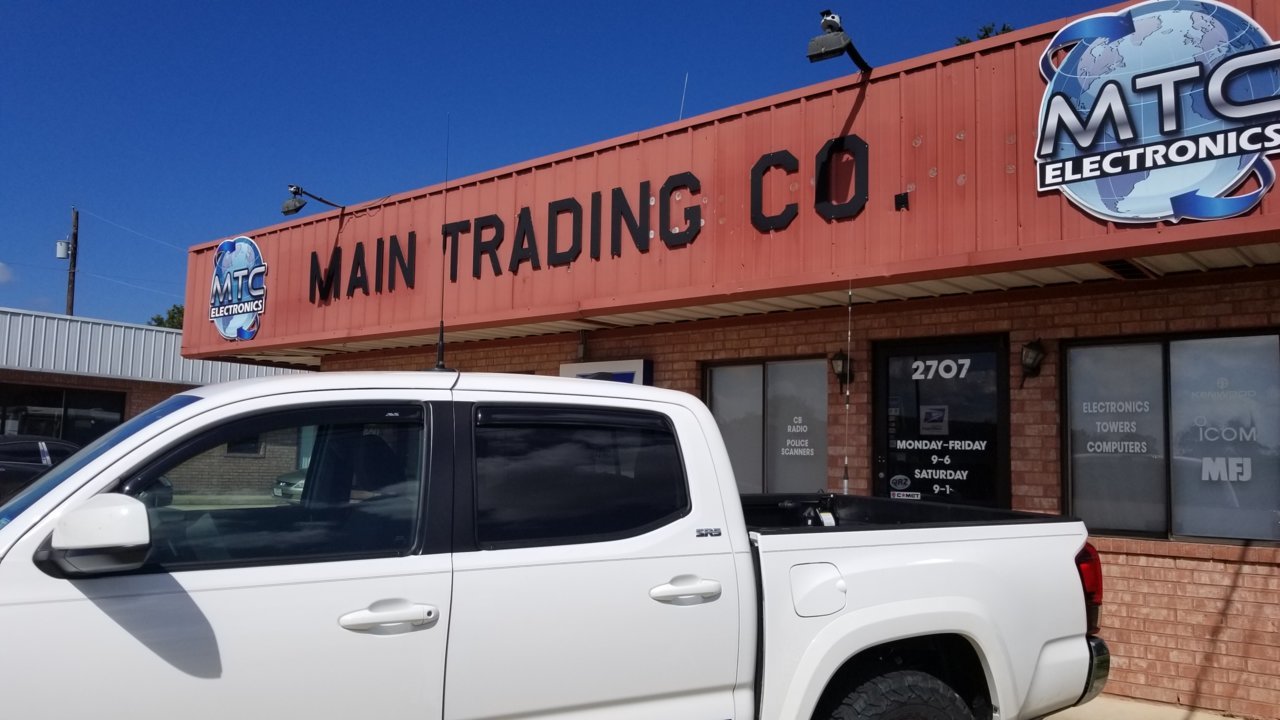 MTC
ELECTRONICS
MAIN TRADING CO.
MTC
ELECTRONICS
2707
MONDAY-FRIDAY
9-6
SATURDAY
9-1
COMET
CB
RADIO
POLICE
SCANNERS
ELECTRONICS
TOWERS
COMPUTERS
KENWOOD
ICOM
MFJ
SR5